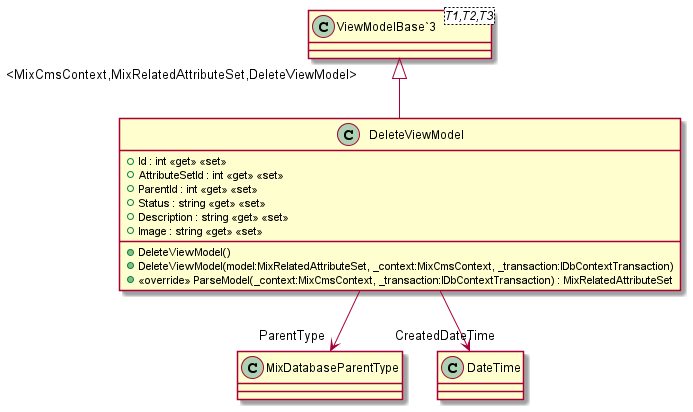 C ViewModelBase`3 T1,T2,T3
<MixCmsContext,MixRelatedAttributeSet,DeleteViewModel>
C DeleteViewModel
Id : int «get» «set»
AttributeSetId : int «get» «set»
ParentId : int «get» «set»
Status : string «get» «set»
Description : string «get» «set»
Image : string «get» «set»
DeleteViewModel()
DeleteViewModel(model:MixRelatedAttributeSet, _context:MixCmsContext, _transaction:IDbContextTransaction)
«override» ParseModel(_context:MixCmsContext, _transaction:IDbContextTransaction) : MixRelatedAttributeSet
ParentType CreatedDateTime
C MixDatabaseParentType C DateTime